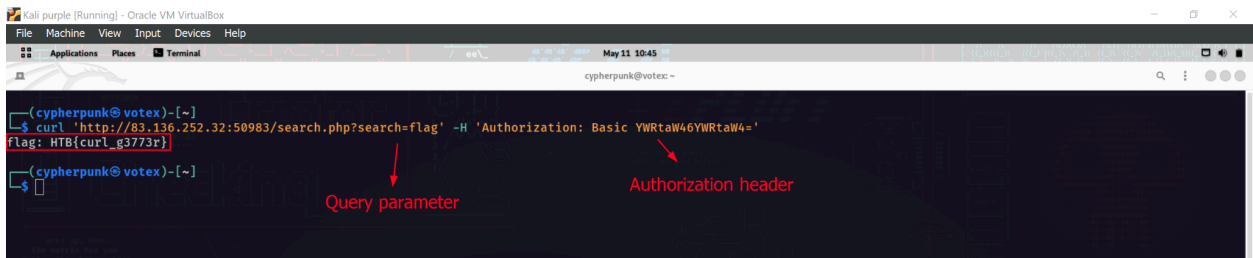 Kali purple [Running] - Oracle VM VirtualBox
File Machine View Input Devices Help
Applications Places Terminal May 11 10:45
cypherpunk@votex: ~
┌──(cypherpunk㉿votex)-[~]
└─$ curl 'http://83.136.252.32:50983/search.php?search=flag' -H 'Authorization: Basic YWRtaW46YWRtaW4='
flag: HTB{curl_g3773r}
┌──(cypherpunk㉿votex)-[~]
└─$
Authorization header
Query parameter